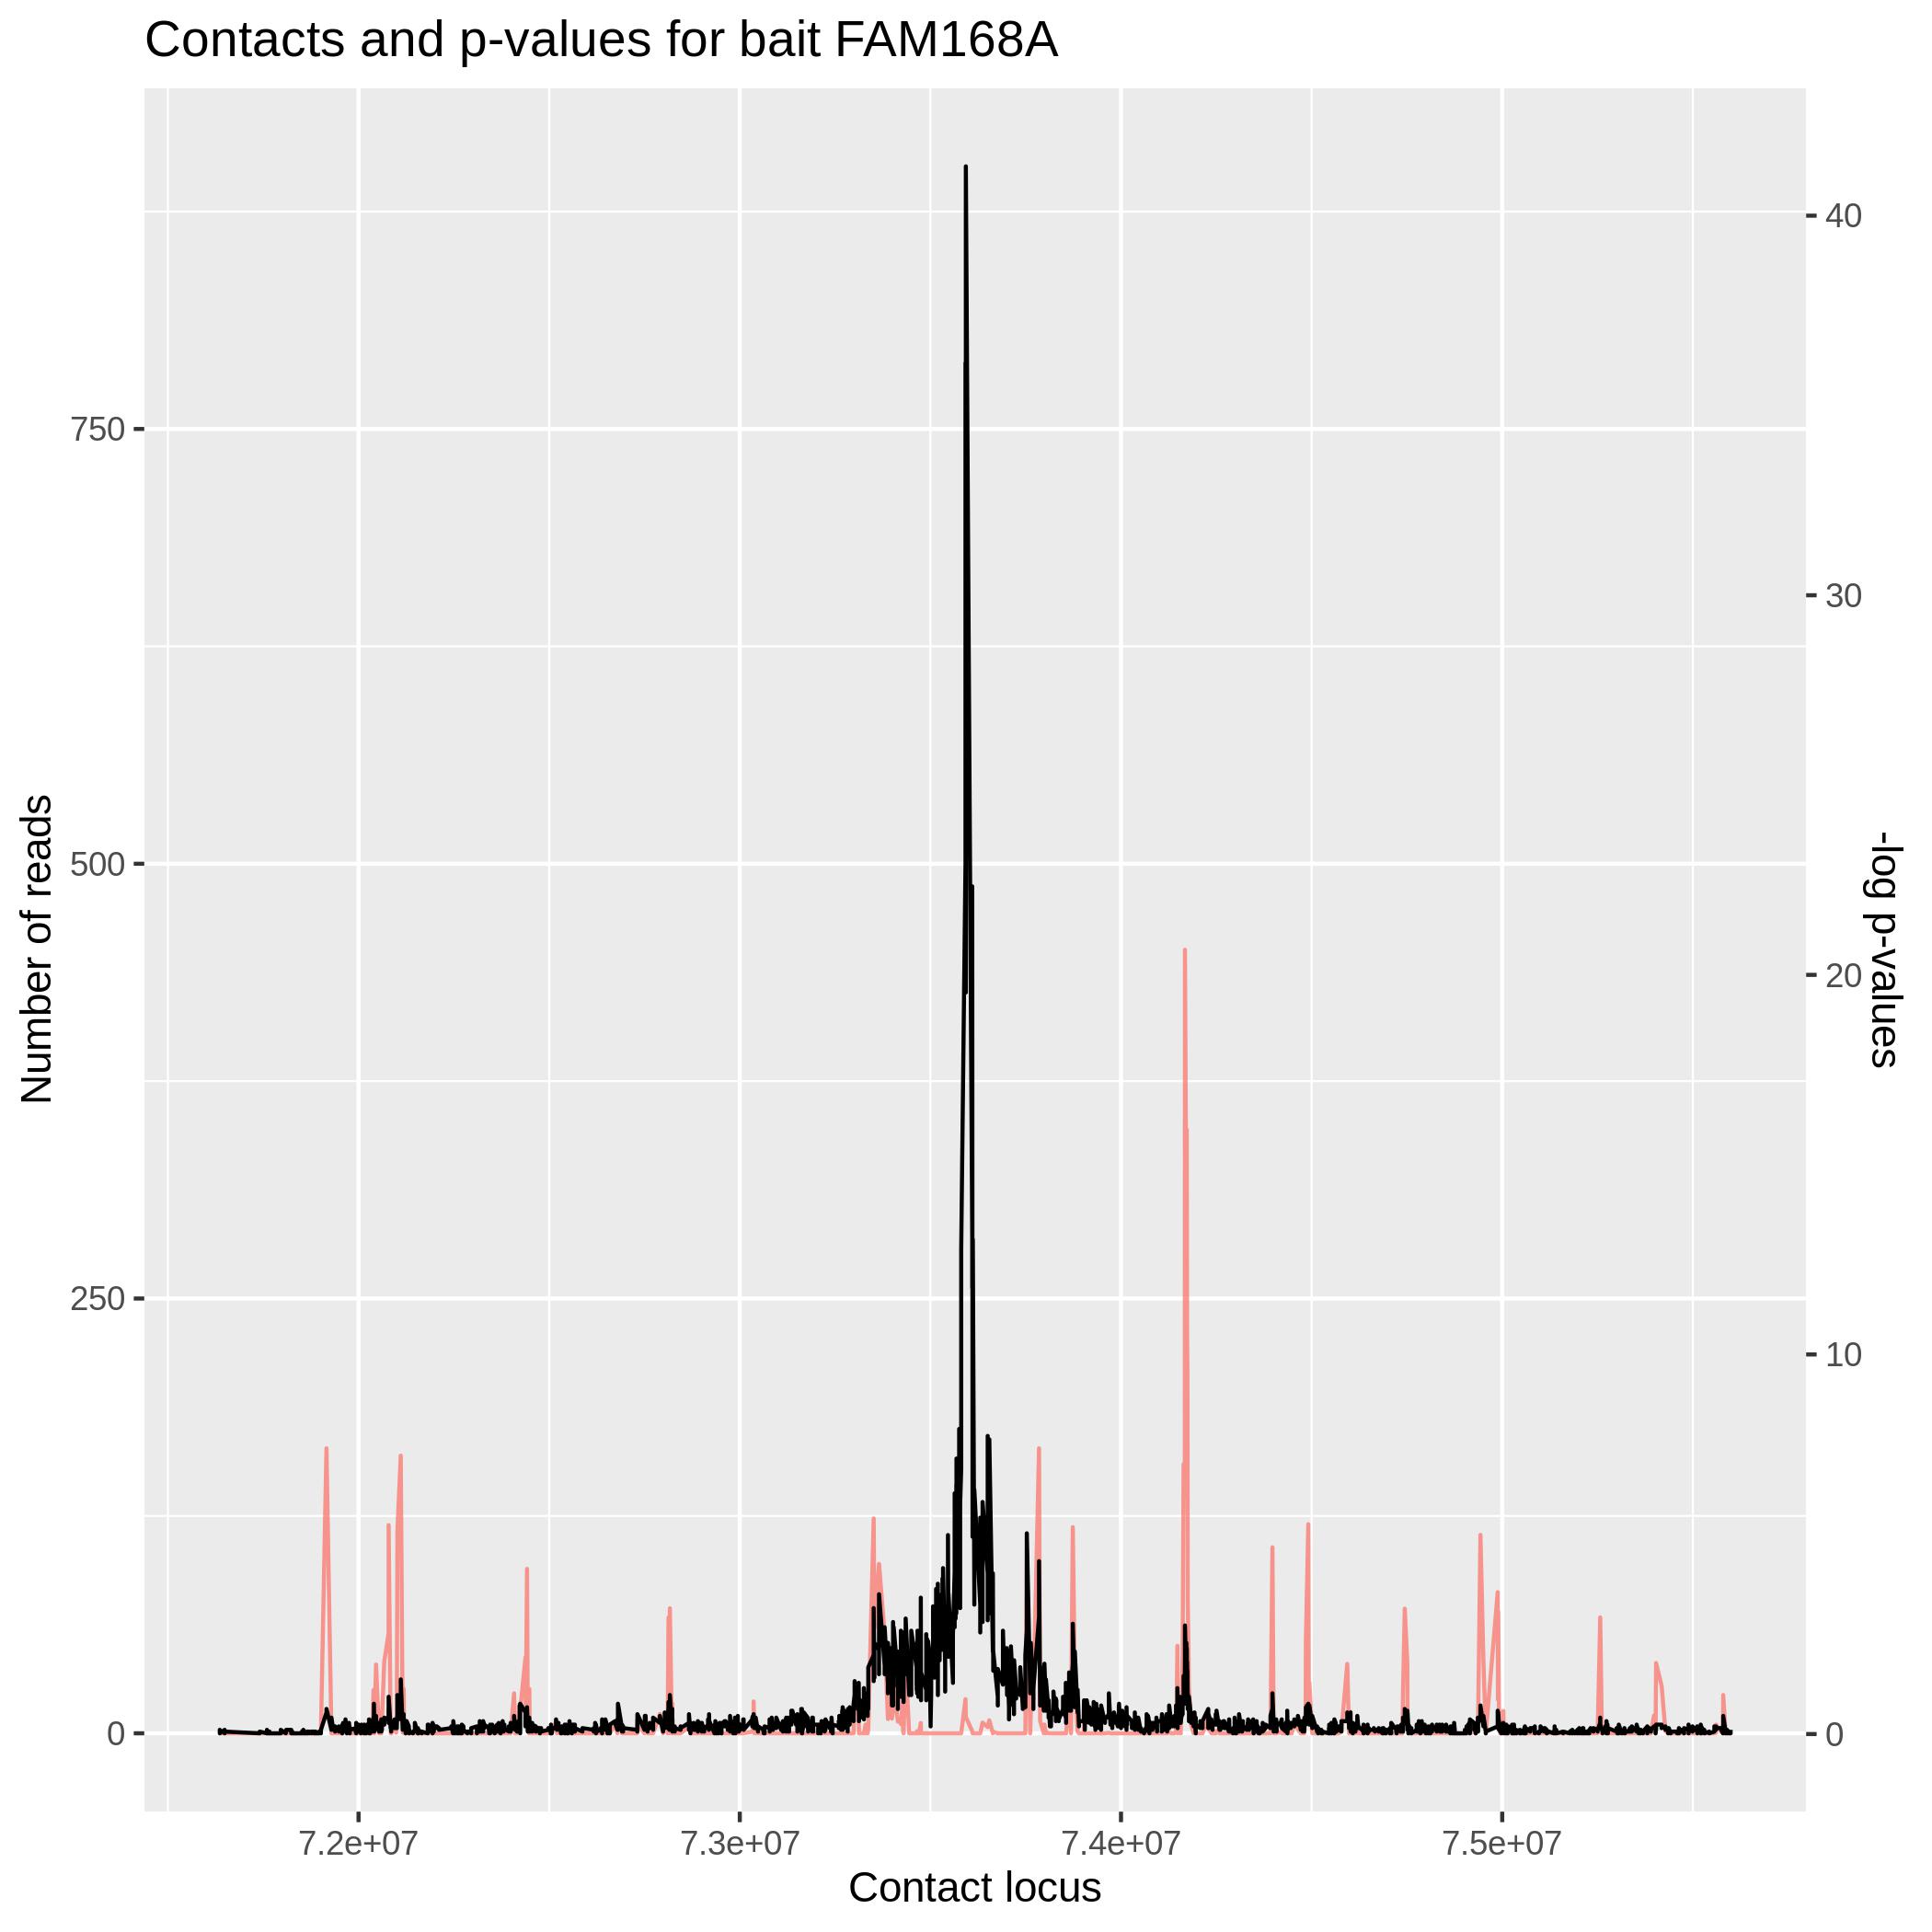 Contacts and p-values for bait FAM168A
750
500
250
0
40
30
20
10
0
Number of reads
-log p-values
7.2e+07
7.3e+07
7.4e+07
7.5e+07
Contact locus